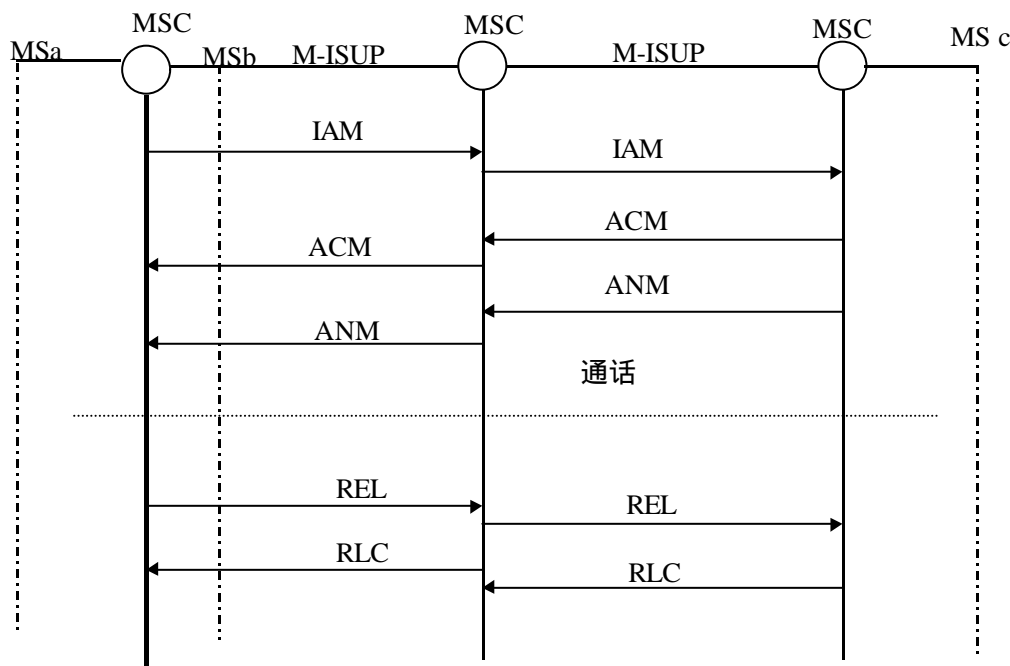 MSC
MSC
MSC
MSa
MSb
M-ISUP
M-ISUP
MS c
IAM
IAM
ACM
ACM
ANM
ANM
通话
REL
REL
RLC
RLC